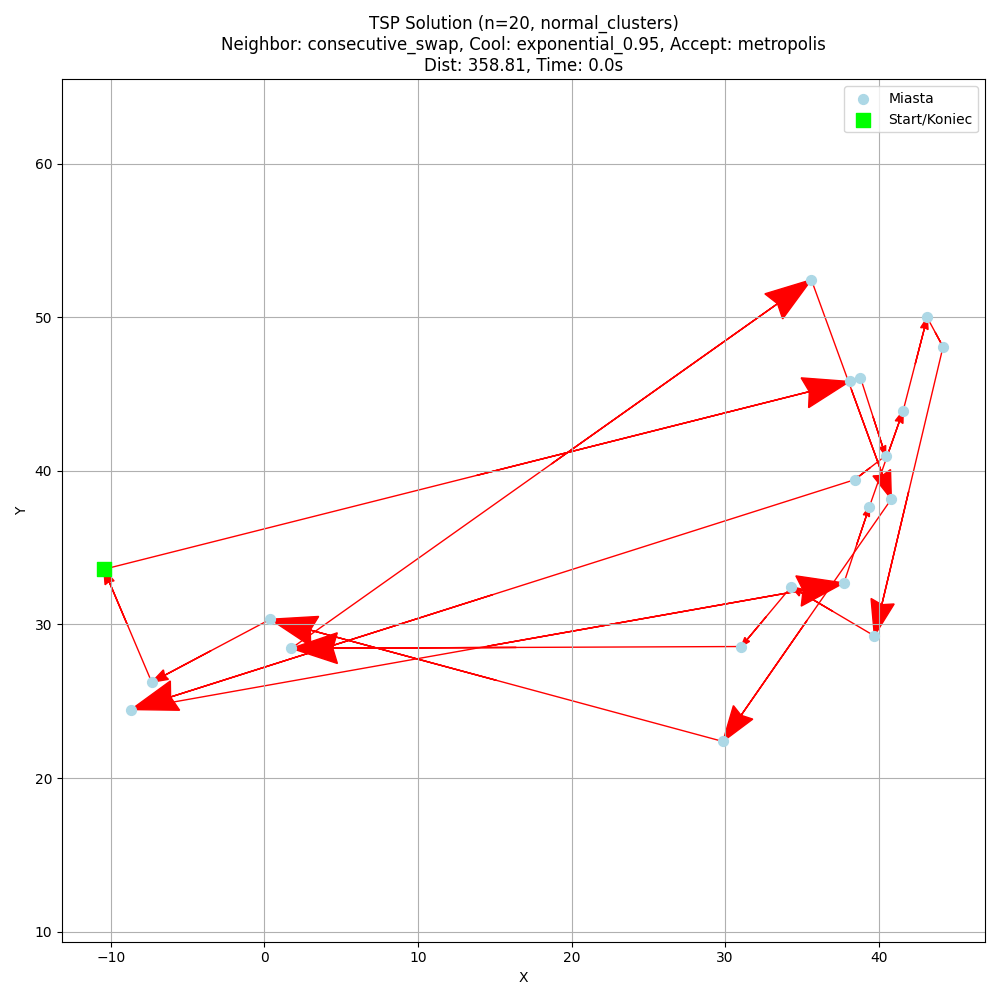 TSP Solution (n=20, normal_clusters)
Neighbor: consecutive_swap, Cool: exponential_0.95, Accept: metropolis
Dist: 358.81, Time: 0.0s
Miasta
Start/Koniec
60
50
40
30
20
10
Y
−10
0
10
20
30
40
X